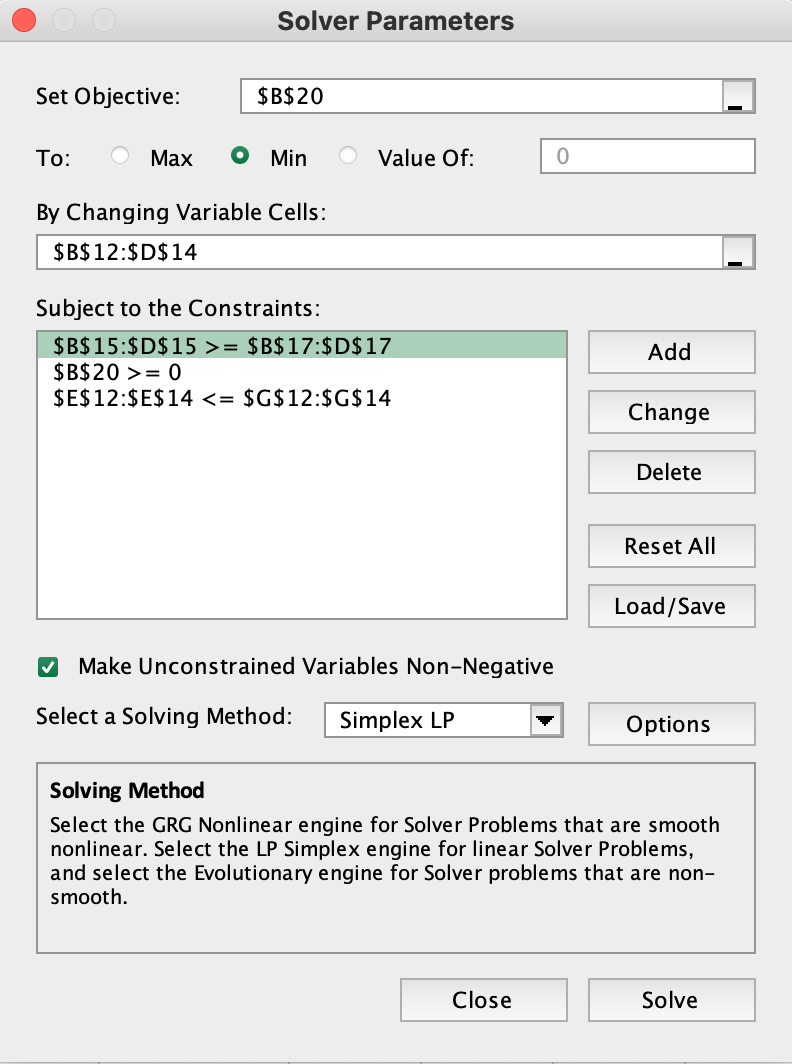 Solver Parameters
Set Objective: $B$20
To: Max Min Value Of: 0
By Changing Variable Cells:
$B$12:$D$14
Subject to the Constraints:
$B$15:$D$15 >= $B$17:$D$17
$B$20 >= 0
$E$12:$E$14 <= $G$12:$G$14
Add
Change
Delete
Reset All
Load/Save
Make Unconstrained Variables Non-Negative
Select a Solving Method: Simplex LP Options
Solving Method
Select the GRG Nonlinear engine for Solver Problems that are smooth
nonlinear. Select the LP Simplex engine for linear Solver Problems,
and select the Evolutionary engine for Solver problems that are non-
smooth.
Close Solve